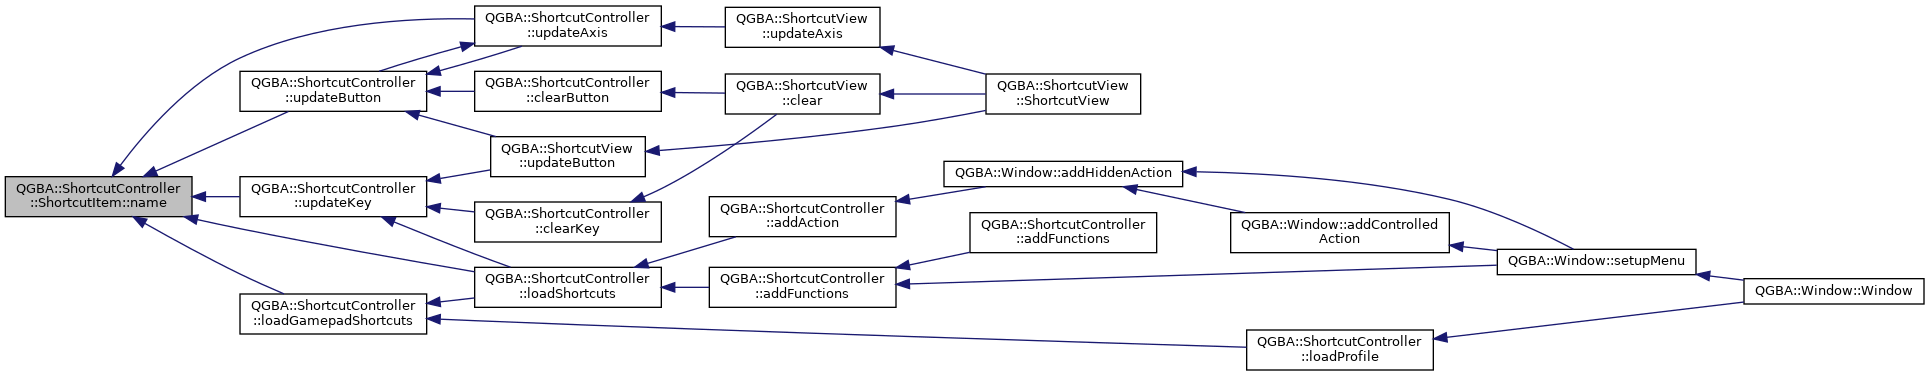 QGBA::ShortcutController
::ShortcutItem::name
QGBA::ShortcutController
::updateAxis
QGBA::ShortcutController
::updateButton
QGBA::ShortcutController
::clearButton
QGBA::ShortcutView
::updateButton
QGBA::ShortcutController
::updateKey
QGBA::ShortcutController
::clearKey
QGBA::ShortcutController
::loadShortcuts
QGBA::ShortcutController
::loadGamepadShortcuts
QGBA::ShortcutView
::updateAxis
QGBA::ShortcutView
::clear
QGBA::ShortcutView
::ShortcutView
QGBA::ShortcutController
::addAction
QGBA::ShortcutController
::addFunctions
QGBA::Window::addHiddenAction
QGBA::ShortcutController
::addFunctions
QGBA::Window::addControlled
Action
QGBA::Window::setupMenu
QGBA::ShortcutController
::loadProfile
QGBA::Window::Window